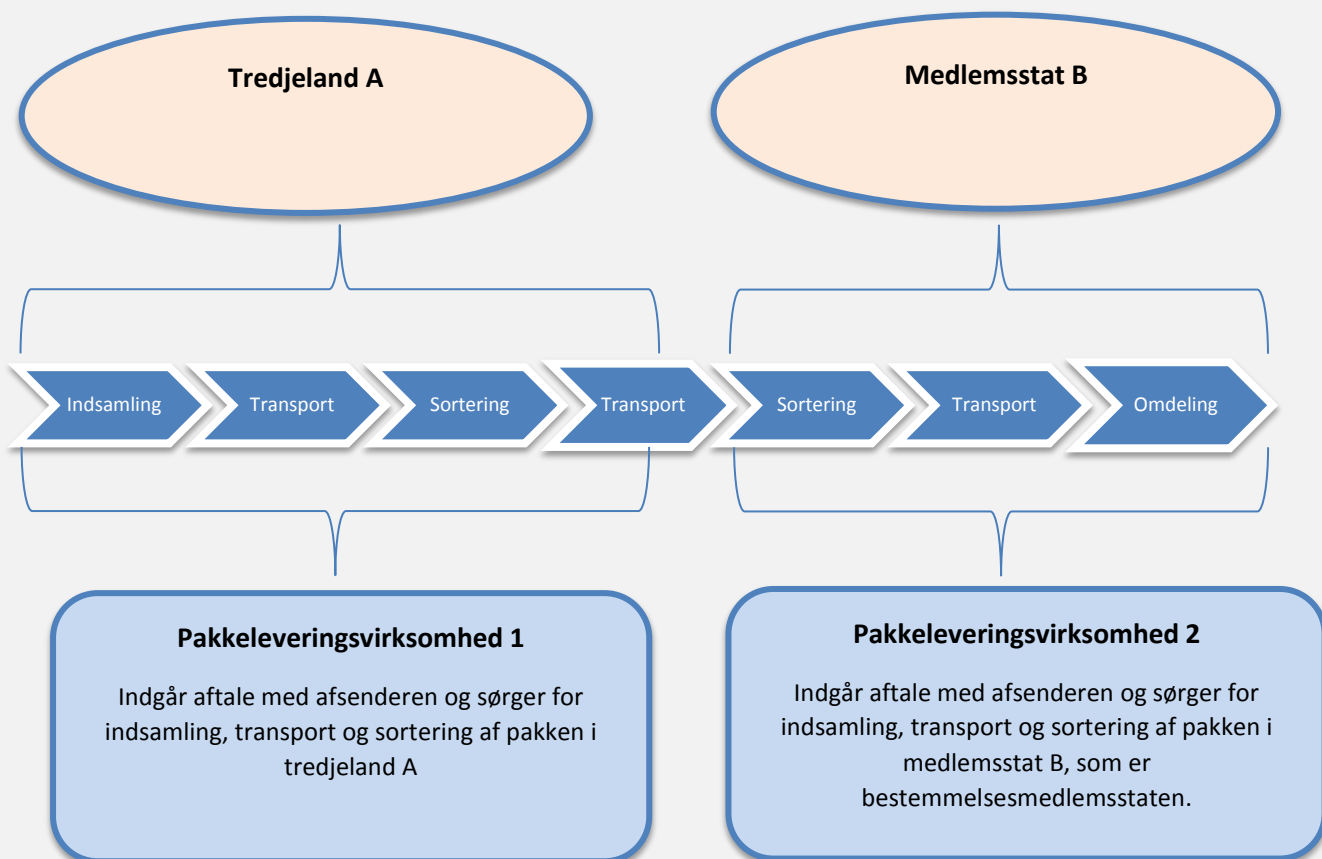 Tredjeland A
Medlemsstat B
Indsamling
Transport
Sortering
Transport
Sortering
Transport
Omdeling
Pakkeleveringsvirksomhed 1
Indgår aftale med afsenderen og sørger for
indsamling, transport og sortering af pakken i
tredjeland A
Pakkeleveringsvirksomhed 2
Indgår aftale med afsenderen og sørger for
indsamling, transport og sortering af pakken i
medlemsstat B, som er
bestemmelsesmedlemsstaten.